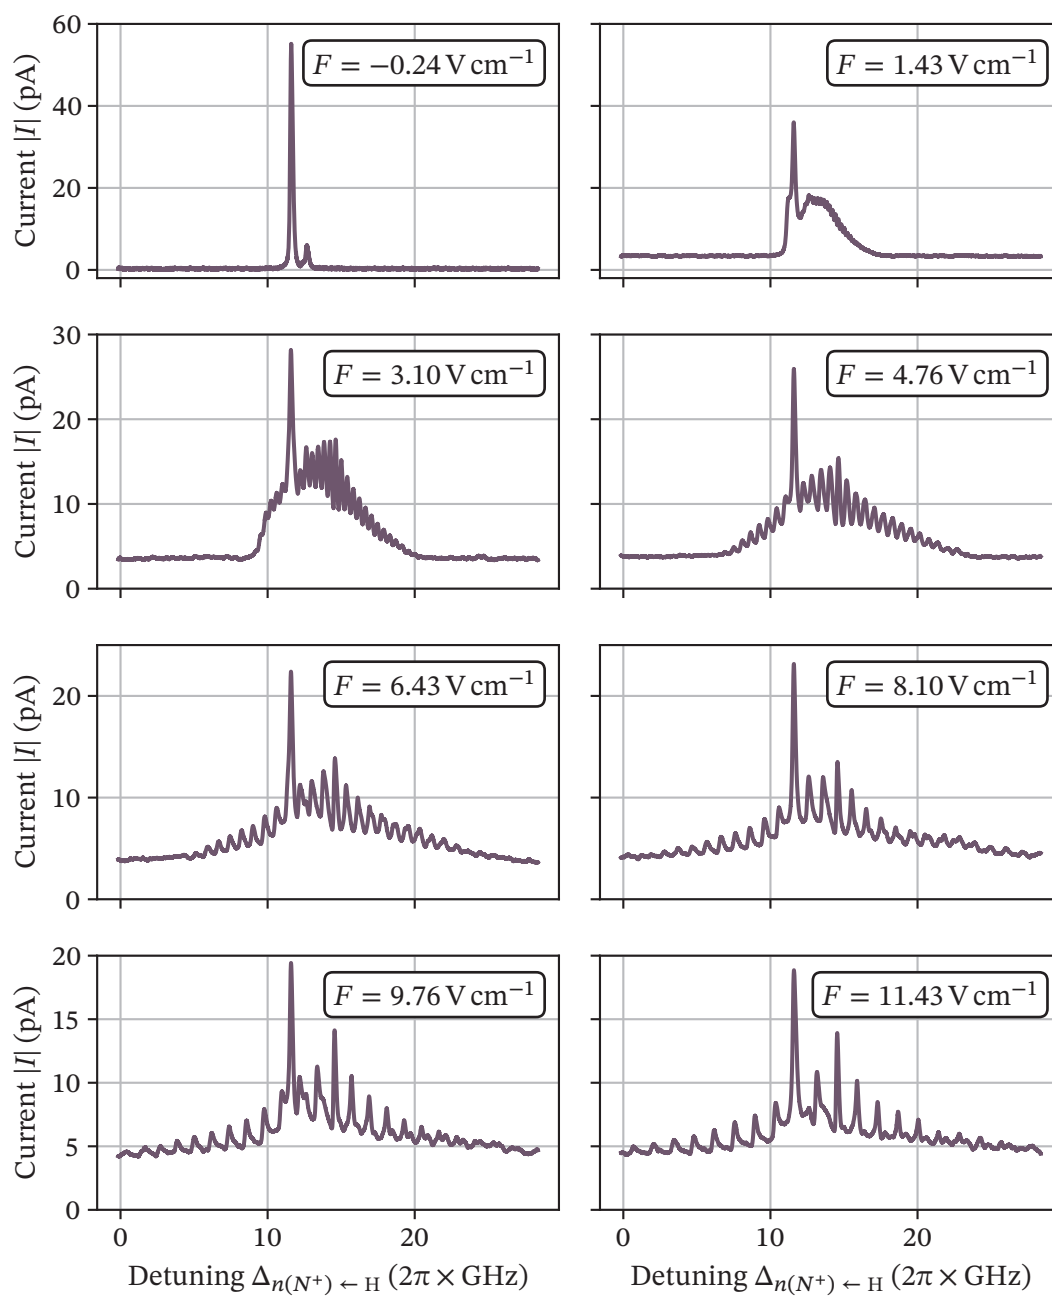 60
40
20
0
Current |I| (pA)
F = −0.24 V cm⁻¹
F = 1.43 V cm⁻¹
30
20
10
0
Current |I| (pA)
F = 3.10 V cm⁻¹
F = 4.76 V cm⁻¹
20
10
0
Current |I| (pA)
F = 6.43 V cm⁻¹
F = 8.10 V cm⁻¹
20
15
10
5
0
Current |I| (pA)
F = 9.76 V cm⁻¹
F = 11.43 V cm⁻¹
0 10 20
0 10 20
Detuning Δn(N⁺) ← H (2π × GHz)
Detuning Δn(N⁺) ← H (2π × GHz)